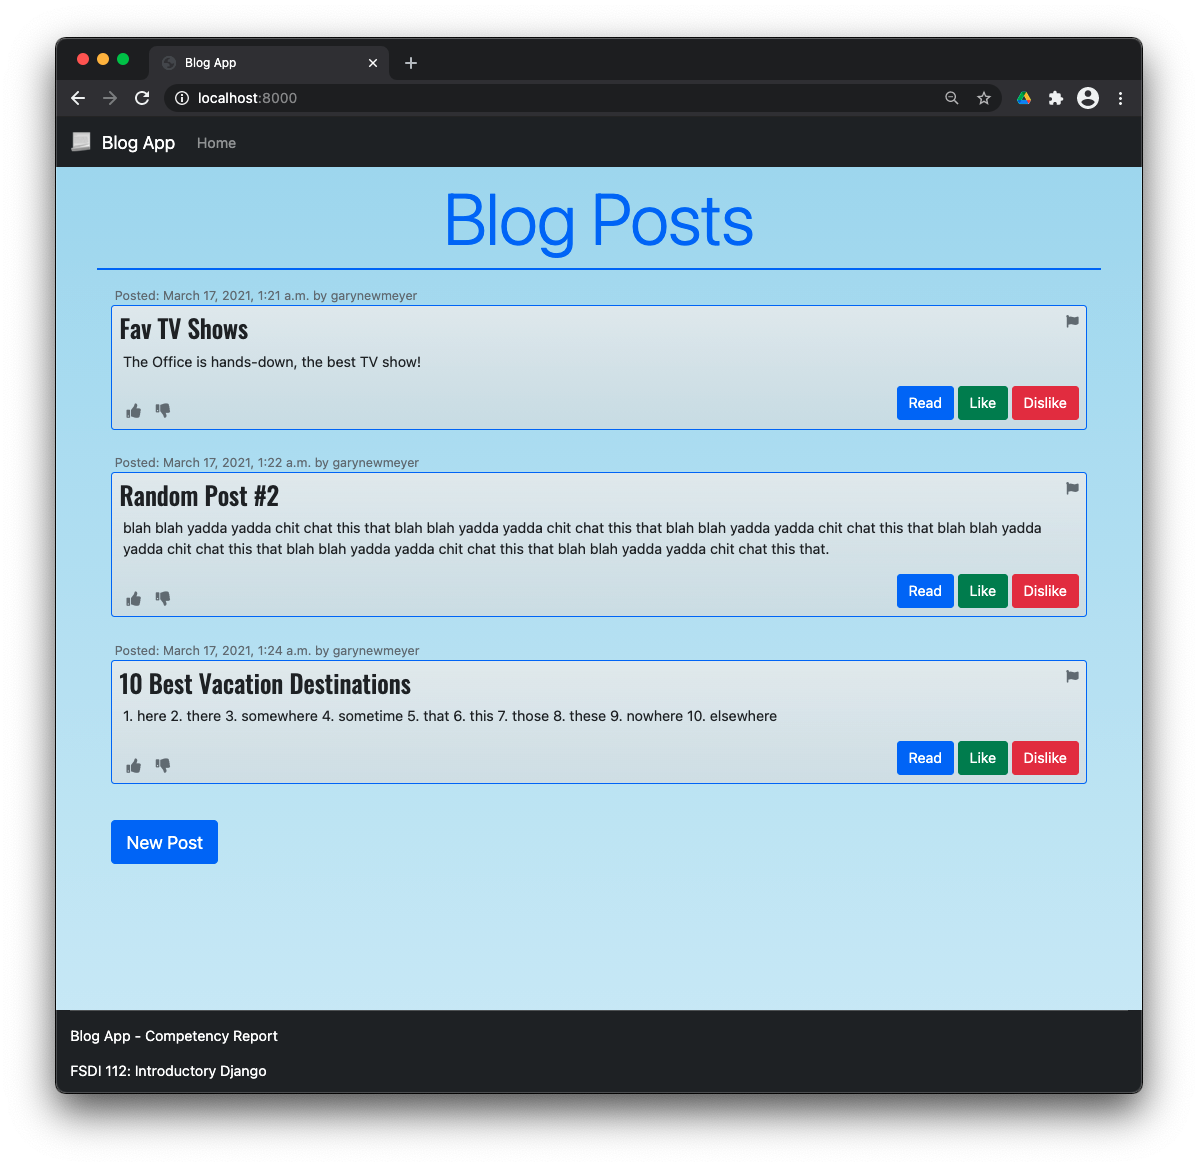 Blog App
localhost:8000
Blog App Home
Blog Posts
Posted: March 17, 2021, 1:21 a.m. by garynewmeyer
Fav TV Shows
The Office is hands-down, the best TV show!
Read Like Dislike
Posted: March 17, 2021, 1:22 a.m. by garynewmeyer
Random Post #2
blah blah yadda yadda chit chat this that blah blah yadda yadda chit chat this that blah blah yadda yadda chit chat this that blah blah yadda
yadda chit chat this that blah blah yadda yadda chit chat this that blah blah yadda yadda chit chat this that.
Read Like Dislike
Posted: March 17, 2021, 1:24 a.m. by garynewmeyer
10 Best Vacation Destinations
1. here 2. there 3. somewhere 4. sometime 5. that 6. this 7. those 8. these 9. nowhere 10. elsewhere
Read Like Dislike
New Post
Blog App - Competency Report
FSDI 112: Introductory Django